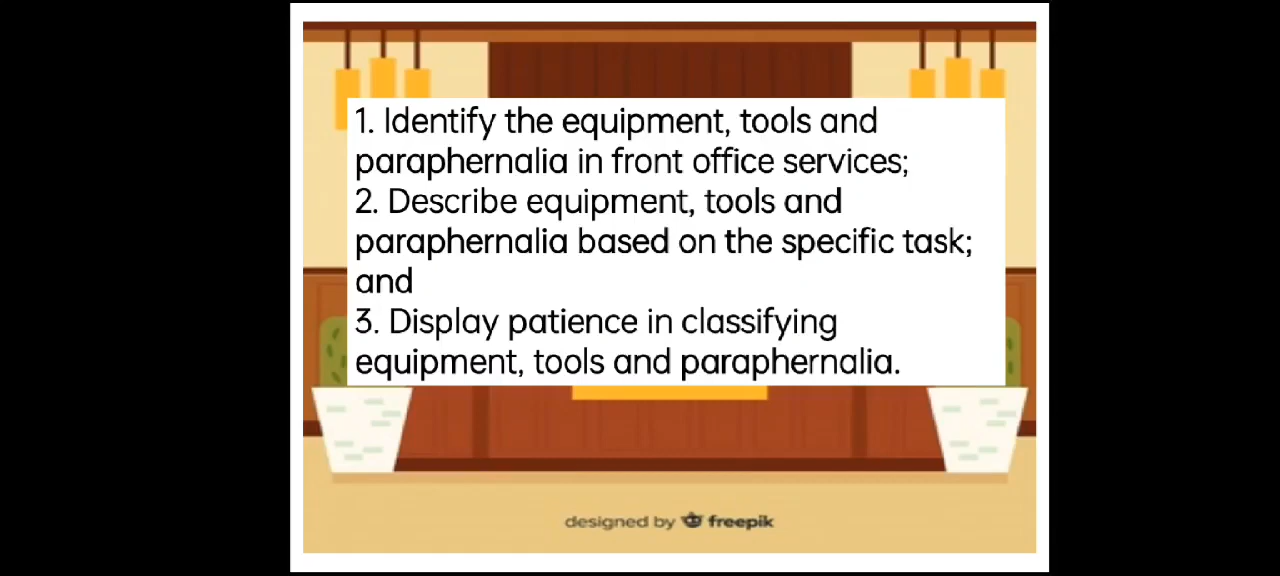 1. Identify the equipment, tools and
paraphernalia in front office services;
2. Describe equipment, tools and
paraphernalia based on the specific task;
and
3. Display patience in classifying
equipment, tools and paraphernalia.
designed by freepik